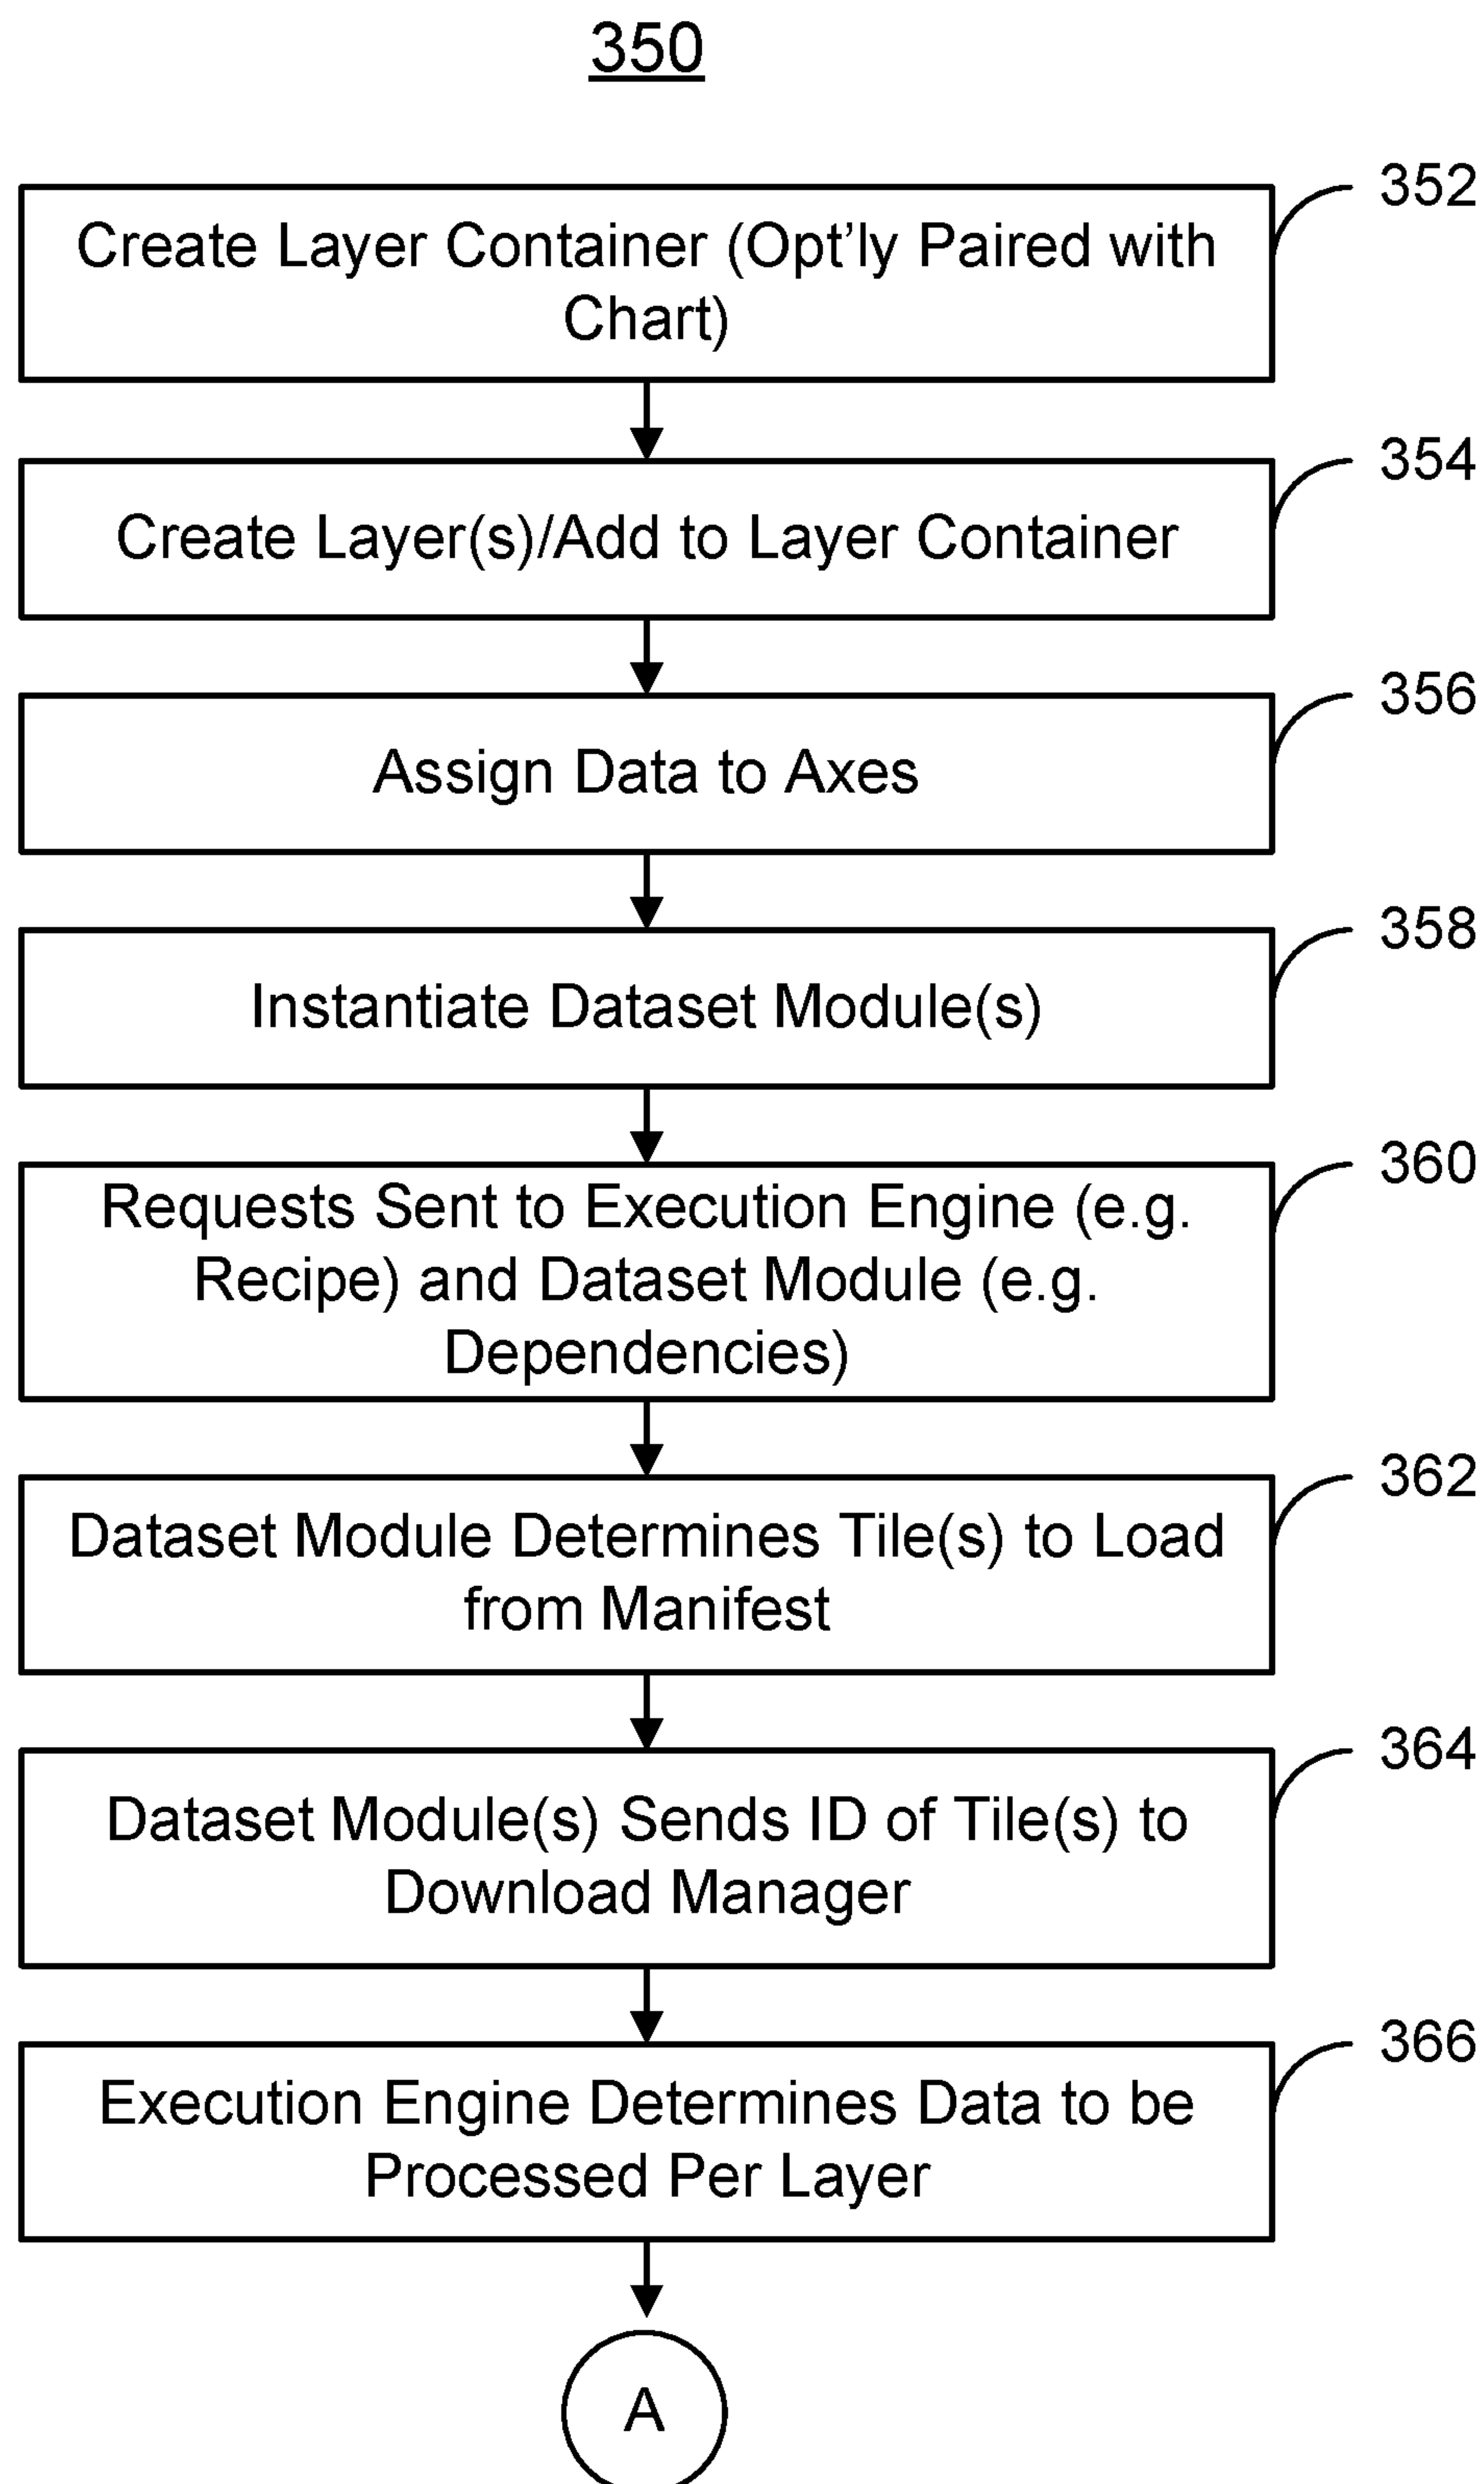 350
352
Create Layer Container (Opt’ly Paired with
Chart)
354
Create Layer(s)/Add to Layer Container
356
Assign Data to Axes
358
Instantiate Dataset Module(s)
360
Requests Sent to Execution Engine (e.g.
Recipe) and Dataset Module (e.g.
Dependencies)
362
Dataset Module Determines Tile(s) to Load
from Manifest
364
Dataset Module(s) Sends ID of Tile(s) to
Download Manager
366
Execution Engine Determines Data to be
Processed Per Layer
A